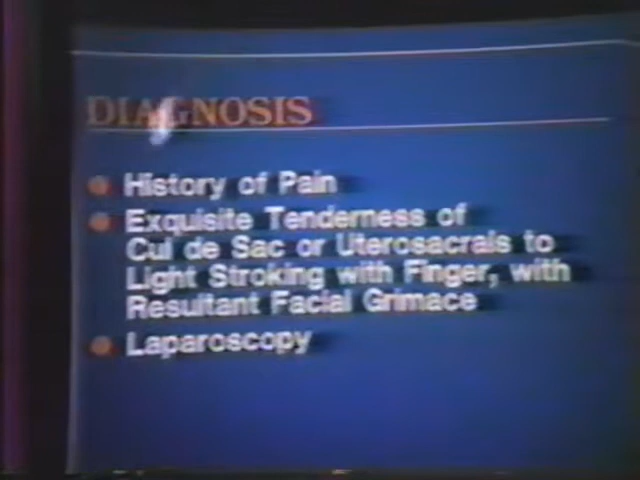 DIAGNOSIS
History of Pain
Exquisite Tenderness of
Cul de Sac or Uterosacrals to
Light Stroking with Finger, with
Resultant Facial Grimace
Laparoscopy